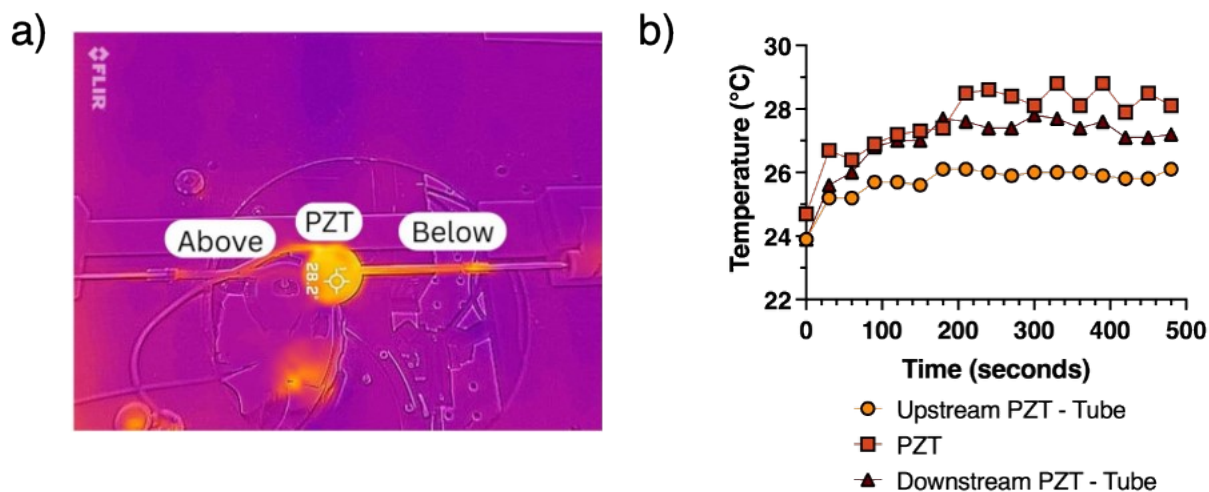 a)
FLIR
Above
PZT
Below
28.2
b)
Temperature (°C)
30
28
26
24
22
0
100
200
300
400
500
Time (seconds)
Upstream PZT - Tube
PZT
Downstream PZT - Tube